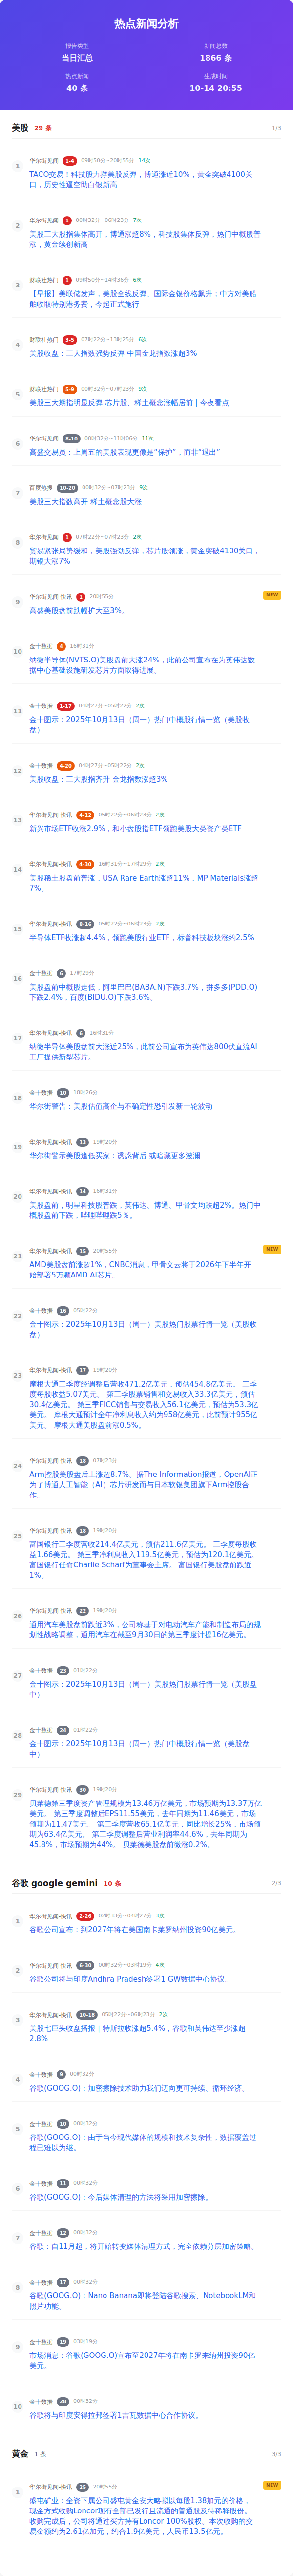 热点新闻分析
报告类型
新闻总数
当日汇总
1866 条
热点新闻
生成时间
40 条
10-14 20:55
美股 29 条
1/3
1
华尔街见闻 1-4 09时50分~20时55分 14次
TACO交易！科技股力撑美股反弹，博通涨近10%，黄金突破4100关
口，历史性逼空助白银新高
2
华尔街见闻 1 00时32分~06时23分 7次
美股三大股指集体高开，博通涨超8%，科技股集体反弹，热门中概股普
涨，黄金续创新高
3
财联社热门 1 09时50分~14时36分 6次
【早报】美联储发声，美股全线反弹、国际金银价格飙升；中方对美船
舶收取特别港务费，今起正式施行
4
财联社热门 3-9 07时22分~13时25分 6次
美股收盘：三大指数强势反弹 中国金龙指数涨超3%
5
财联社热门 5-9 00时32分~07时23分 9次
美股三大期指明显反弹 芯片股、稀土概念涨幅居前 | 今夜看点
6
华尔街见闻 8-10 00时32分~11时06分 11次
高盛交易员：上周五的美股表现更像是“保护”，而非“退出”
7
百度热搜 10-20 00时32分~07时23分 9次
美股三大指数高开 稀土概念股大涨
8
华尔街见闻 1 07时22分~07时23分 2次
贸易紧张局势缓和，美股强劲反弹，芯片股领涨，黄金突破4100关口，
期银大涨7%
9
华尔街见闻-快讯 1 20时55分
NEW
高盛美股盘前跌幅扩大至3%。
10
金十数据 4 16时31分
纳微半导体(NVTS.O)美股盘前大涨24%，此前公司宣布在为英伟达数
据中心基础设施研发芯片方面取得进展。
11
金十数据 1-17 04时27分~05时22分 2次
金十图示：2025年10月13日（周一）热门中概股行情一览（美股收
盘）
12
金十数据 4-20 04时27分~05时22分 2次
美股收盘：三大股指齐升 金龙指数涨超3%
13
华尔街见闻-快讯 4-12 05时22分~06时23分 2次
新兴市场ETF收涨2.9%，和小盘股指ETF领跑美股大类资产类ETF
14
华尔街见闻-快讯 4-30 16时31分~17时29分 2次
美股稀土股盘前普涨，USA Rare Earth涨超11%，MP Materials涨超
7%。
15
华尔街见闻-快讯 8-16 05时22分~06时23分 2次
半导体ETF收涨超4.4%，领跑美股行业ETF，标普科技板块涨约2.5%
16
金十数据 6 17时29分
美股盘前中概股走低，阿里巴巴(BABA.N)下跌3.7%，拼多多(PDD.O)
下跌2.4%，百度(BIDU.O)下跌3.6%。
17
华尔街见闻-快讯 6 16时31分
纳微半导体美股盘前大涨近25%，此前公司宣布为英伟达800伏直流AI
工厂提供新型芯片。
18
金十数据 10 18时26分
华尔街警告：美股估值高企与不确定性恐引发新一轮波动
19
华尔街见闻-快讯 13 19时20分
华尔街警示美股逢低买家：诱惑背后 或暗藏更多波澜
20
华尔街见闻-快讯 14 16时31分
美股盘前，明星科技股普跌，英伟达、博通、甲骨文均跌超2%。热门中
概股盘前下跌，哔哩哔哩跌5％。
21
华尔街见闻-快讯 15 20时55分
NEW
AMD美股盘前涨超1%，CNBC消息，甲骨文云将于2026年下半年开
始部署5万颗AMD AI芯片。
22
金十数据 16 05时22分
金十图示：2025年10月13日（周一）美股热门股票行情一览（美股收
盘）
23
华尔街见闻-快讯 17 19时20分
摩根大通三季度经调整后营收471.2亿美元，预估454.8亿美元。 三季
度每股收益5.07美元。 第三季股票销售和交易收入33.3亿美元，预估
30.4亿美元。 第三季FICC销售与交易收入56.1亿美元，预估为53.3亿
美元。 摩根大通预计全年净利息收入约为958亿美元，此前预计955亿
美元。 摩根大通美股盘前涨0.5%。
24
华尔街见闻-快讯 18 07时23分
Arm控股美股盘后上涨超8.7%。据The Information报道，OpenAI正
为了博通人工智能（AI）芯片研发而与日本软银集团旗下Arm控股合
作。
25
华尔街见闻-快讯 18 19时20分
富国银行三季度营收214.4亿美元，预估211.6亿美元。 三季度每股收
益1.66美元。 第三季净利息收入119.5亿美元，预估为120.1亿美元。
富国银行任命Charlie Scharf为董事会主席。 富国银行美股盘前跌近
1%。
26
华尔街见闻-快讯 22 19时20分
通用汽车美股盘前跌近3%，公司称基于对电动汽车产能和制造布局的规
划性战略调整，通用汽车在截至9月30日的第三季度计提16亿美元。
27
金十数据 23 01时22分
金十图示：2025年10月13日（周一）美股热门股票行情一览（美股盘
中）
28
金十数据 24 01时22分
金十图示：2025年10月13日（周一）热门中概股行情一览（美股盘
中）
29
华尔街见闻-快讯 30 19时20分
贝莱德第三季度资产管理规模为13.46万亿美元，市场预期为13.37万亿
美元。 第三季度调整后EPS11.55美元，去年同期为11.46美元，市场
预期为11.47美元。 第三季度营收65.1亿美元，同比增长25%，市场预
期为63.4亿美元。 第三季度调整后营业利润率44.6%，去年同期为
45.8%，市场预期为44%。 贝莱德美股盘前微涨0.2%。
谷歌 google gemini 10 条
2/3
1
华尔街见闻-快讯 2-26 02时33分~04时27分 3次
谷歌公司宣布：到2027年将在美国南卡莱罗纳州投资90亿美元。
2
华尔街见闻-快讯 6-30 00时32分~03时19分 4次
谷歌公司将与印度Andhra Pradesh签署1 GW数据中心协议。
3
华尔街见闻-快讯 10-18 05时22分~06时23分 2次
美股七巨头收盘播报｜特斯拉收涨超5.4%，谷歌和英伟达至少涨超
2.8%
4
金十数据 9 00时32分
谷歌(GOOG.O)：加密擦除技术助力我们迈向更可持续、循环经济。
5
金十数据 10 00时32分
谷歌(GOOG.O)：由于当今现代媒体的规模和技术复杂性，数据覆盖过
程已难以为继。
6
金十数据 11 00时32分
谷歌(GOOG.O)：今后媒体清理的方法将采用加密擦除。
7
金十数据 12 00时32分
谷歌：自11月起，将开始转变媒体清理方式，完全依赖分层加密策略。
8
金十数据 17 00时32分
谷歌(GOOG.O)：Nano Banana即将登陆谷歌搜索、NotebookLM和
照片功能。
9
金十数据 19 03时19分
市场消息：谷歌(GOOG.O)宣布至2027年将在南卡罗来纳州投资90亿
美元。
10
金十数据 28 00时32分
谷歌将与印度安得拉邦签署1吉瓦数据中心合作协议。
黄金 1 条
3/3
1
华尔街见闻-快讯 25 20时55分
NEW
盛屯矿业：全资下属公司盛屯黄金安大略拟以每股1.38加元的价格，
现金方式收购Loncor现有全部已发行且流通的普通股及待稀释股份。
收购完成后，公司将通过买方持有Loncor 100%股权。本次收购的交
易金额约为2.61亿加元，约合1.9亿美元，人民币13.5亿元。